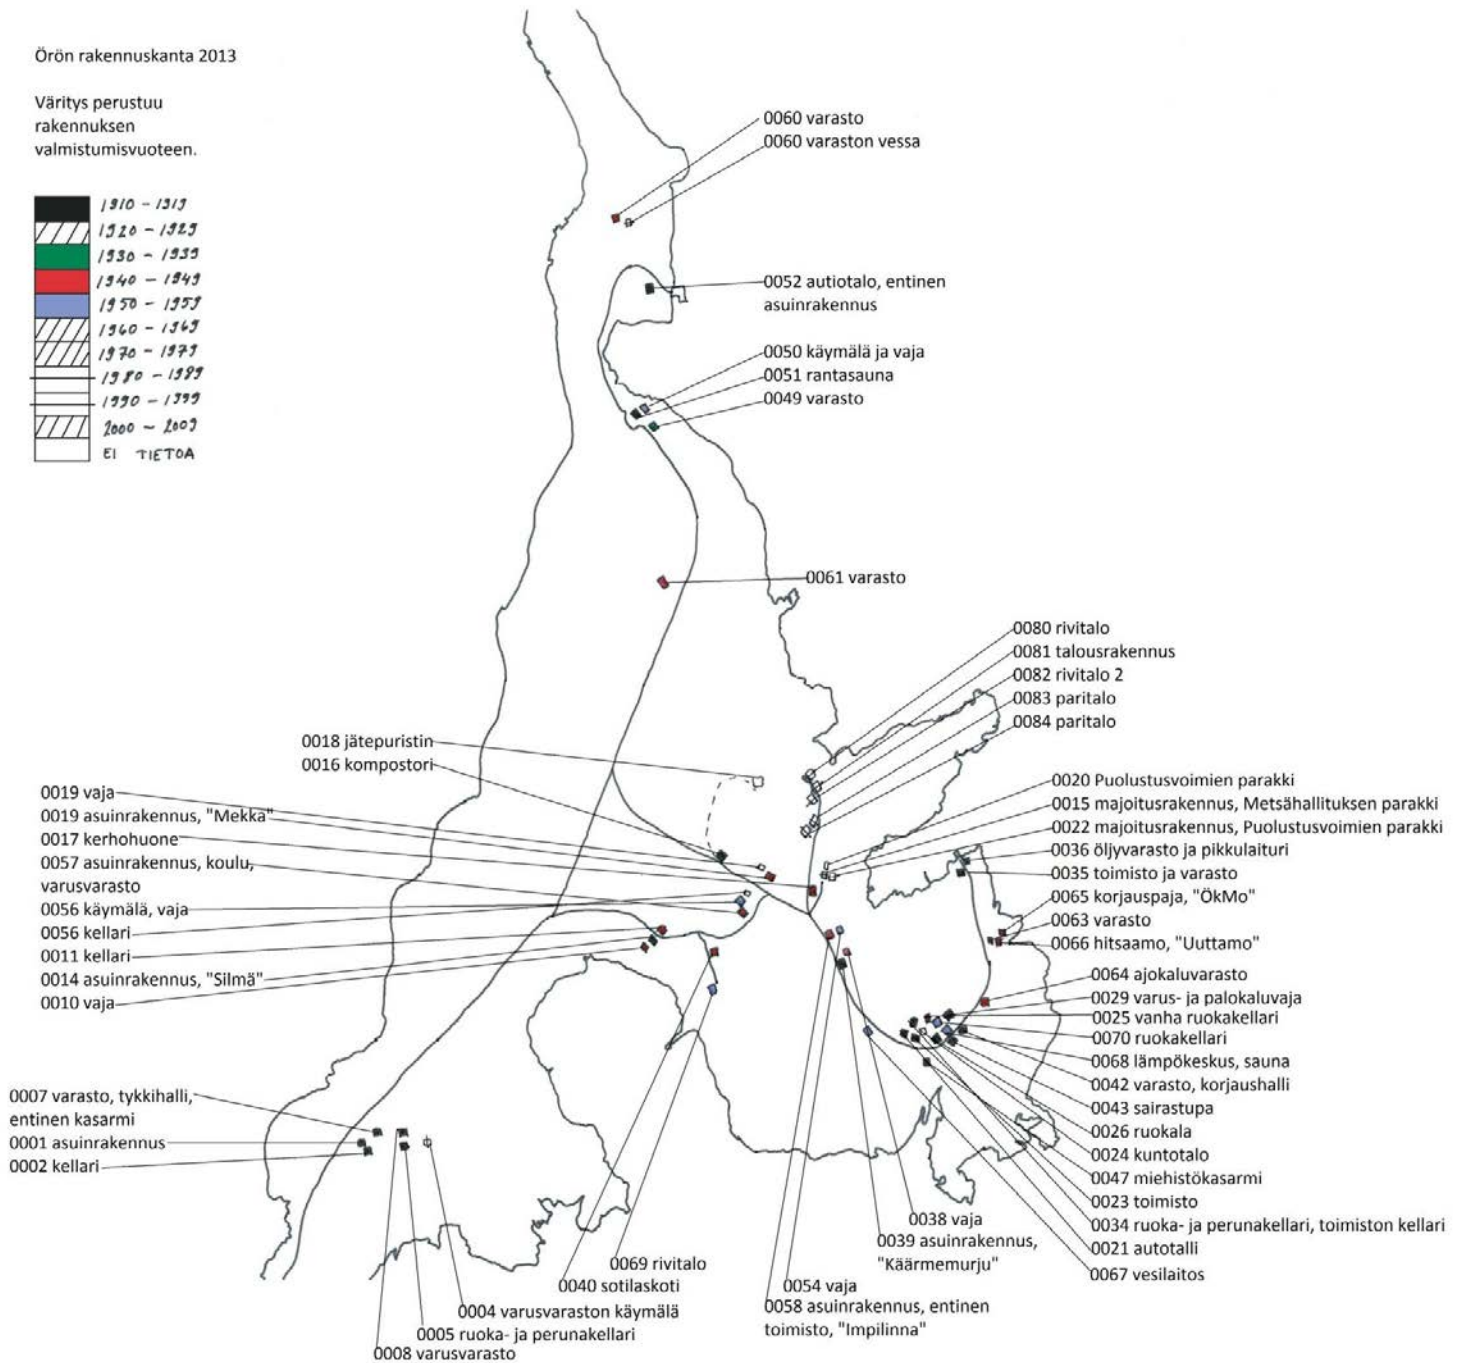 Örön rakennuskanta 2013
Väritys perustuu
rakennuksen
valmistumisvuoteen.
1910 - 1919
1920 - 1929
1930 - 1939
1940 - 1949
1950 - 1959
1960 - 1969
1970 - 1979
1980 - 1989
1990 - 1999
2000 - 2009
EI TIETOA
0060 varasto
0060 varaston vessa
0052 autiotalo, entinen
asuinrakennus
0050 käymälä ja vaja
0051 rantasauna
0049 varasto
0061 varasto
0080 rivitalo
0081 talousrakennus
0082 rivitalo 2
0083 paritalo
0084 paritalo
0018 jätepuristin
0016 kompostori
0019 vaja
0019 asuinrakennus, "Mekka"
0017 kerhohuone
0057 asuinrakennus, koulu,
varusvarasto
0056 käymälä, vaja
0056 kellari
0011 kellari
0014 asuinrakennus, "Silmä"
0010 vaja
0020 Puolustusvoimien parakki
0015 majoitusrakennus, Metsähallituksen parakki
0022 majoitusrakennus, Puolustusvoimien parakki
0036 öljyvarasto ja pikkulaituri
0035 toimisto ja varasto
0065 korjauspaja, "ÖkMo"
0063 varasto
0066 hitsaamo, "Uuttamo"
0064 ajokaluvarasto
0029 varus- ja palokaluvaja
0025 vanha ruokakellari
0070 ruokakellari
0068 lämpökeskus, sauna
0042 varasto, korjaushalli
0043 sairastupa
0026 ruokala
0024 kuntotalo
0047 miehistökasarmi
0023 toimisto
0034 ruoka- ja perunakellari, toimiston kellari
0021 autotalli
0067 vesilaitos
0007 varasto, tykkihalli,
entinen kasarmi
0001 asuinrakennus
0002 kellari
0038 vaja
0039 asuinrakennus,
"Käärmemurju"
0069 rivitalo
0040 sotilaskoti
0054 vaja
0058 asuinrakennus, entinen
toimisto, "Impilinna"
0004 varusvaraston käymälä
0005 ruoka- ja perunakellari
0008 varusvarasto